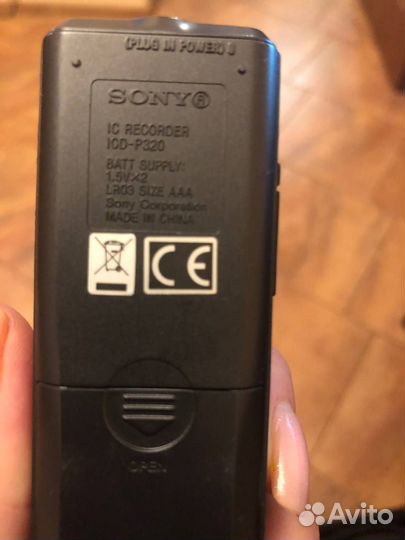 (PLUG IN POWER)
SONY®
IC RECORDER
ICD-P320
BATT SUPPLY:
1.5V×2
LR03 SIZE AAA
Sony Corporation
MADE IN CHINA
CE
OPEN
Avito